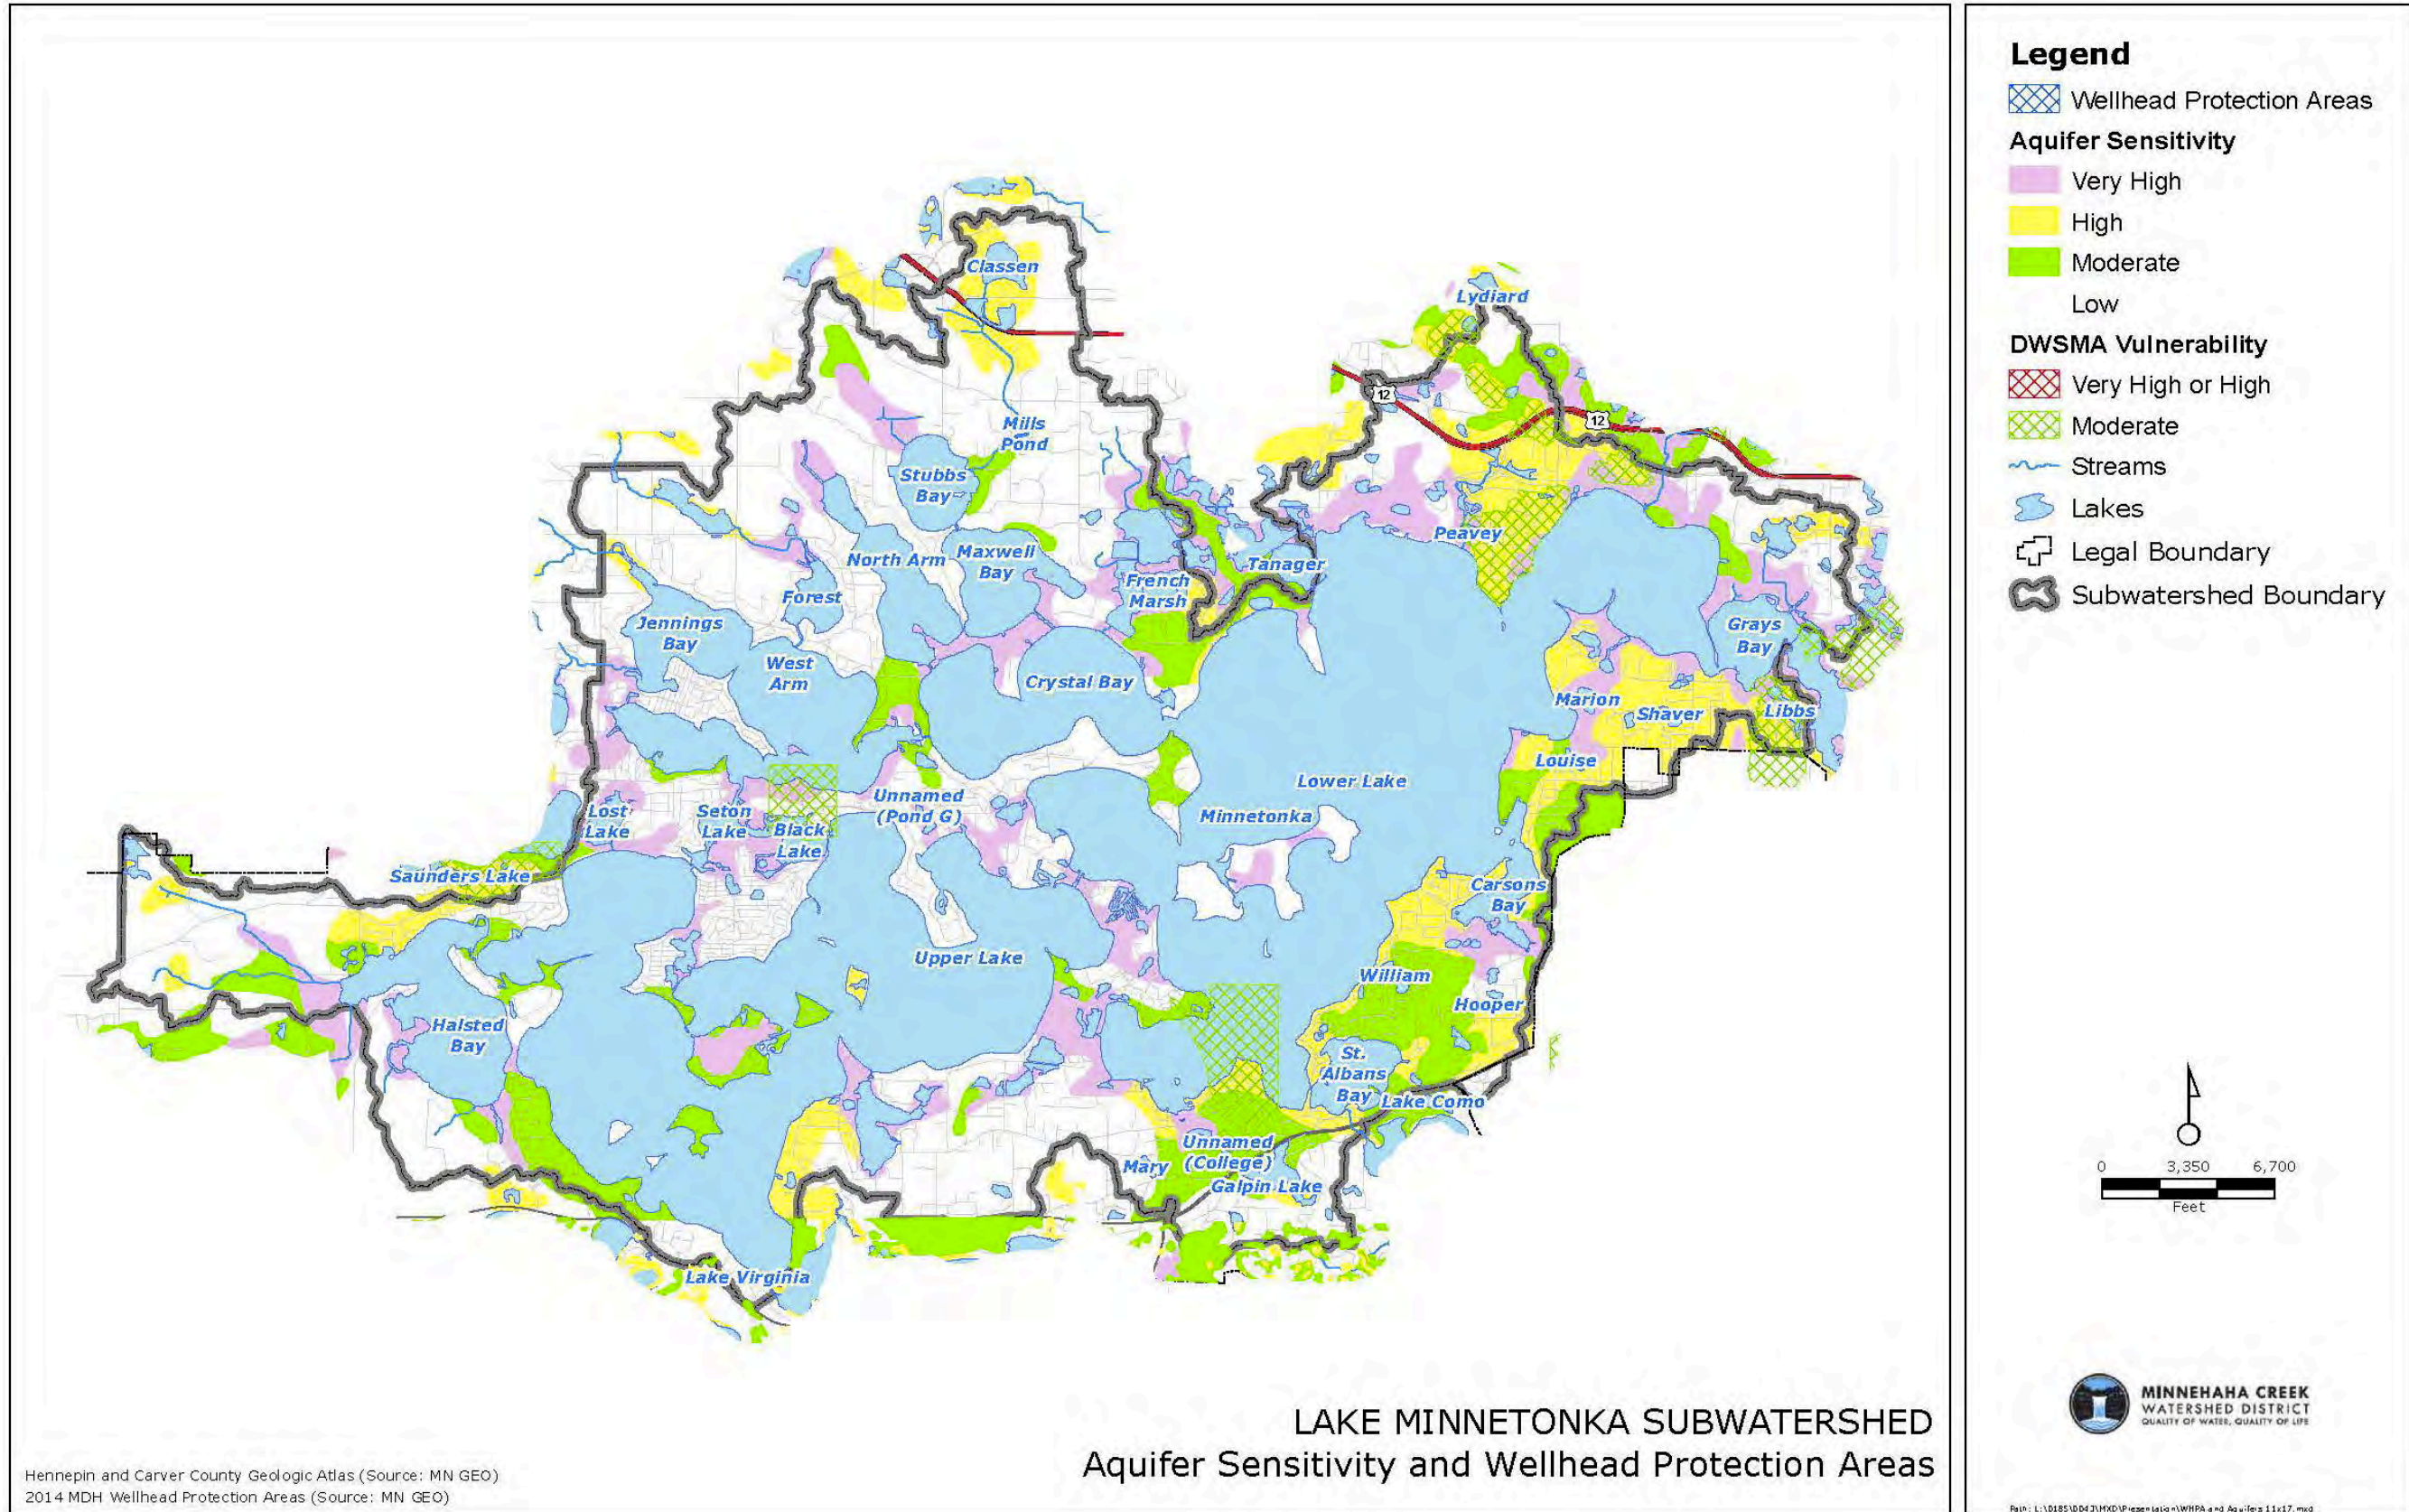 Classen
Lydiard
12
12
Mills
Pond
Stubbs
Bay
Peavey
North Arm
Maxwell
Bay
Tanager
French
Marsh
Forest
Jennings
Bay
Grays
Bay
West
Arm
Crystal Bay
Marion
Shaver
Libbs
Louise
Lower Lake
Unnamed
(Pond G)
Lost
Lake
Seton
Lake
Minnetonka
Black
Lake
Saunders Lake
Carsons
Bay
Upper Lake
William
Hooper
Halsted
Bay
St.
Albans
Bay
Lake Como
Unnamed
(College)
Mary
Galpin Lake
Lake Virginia
LAKE MINNETONKA SUBWATERSHED
Aquifer Sensitivity and Wellhead Protection Areas
Hennepin and Carver County Geologic Atlas (Source: MN GEO)
2014 MDH Wellhead Protection Areas (Source: MN GEO)
Legend
Wellhead Protection Areas
Aquifer Sensitivity
Very High
High
Moderate
Low
DWSMA Vulnerability
Very High or High
Moderate
Streams
Lakes
Legal Boundary
Subwatershed Boundary
0 3,350 6,700
Feet
MINNEHAHA CREEK
WATERSHED DISTRICT
QUALITY OF WATER, QUALITY OF LIFE